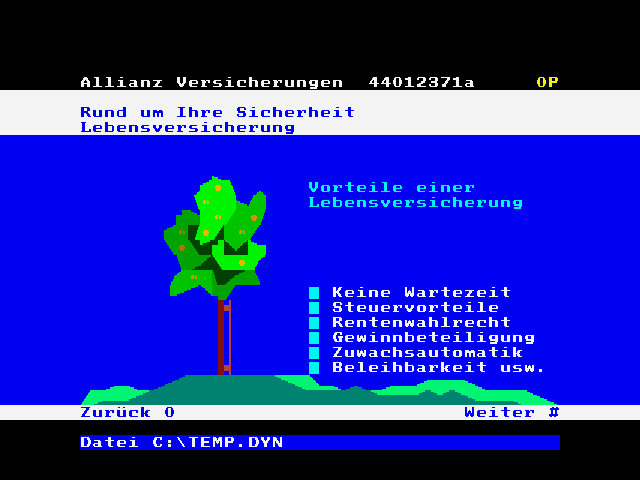 Allianz Versicherungen 44012371a 0P
Rund um Ihre Sicherheit
Lebensversicherung
Vorteile einer
Lebensversicherung
Keine Wartezeit
Steuervorteile
Rentenwahlrecht
Gewinnbeteiligung
Zuwachsautomatik
Beleihbarkeit usw.
Zurück 0 Weiter #
Datei C:\TEMP.DYN